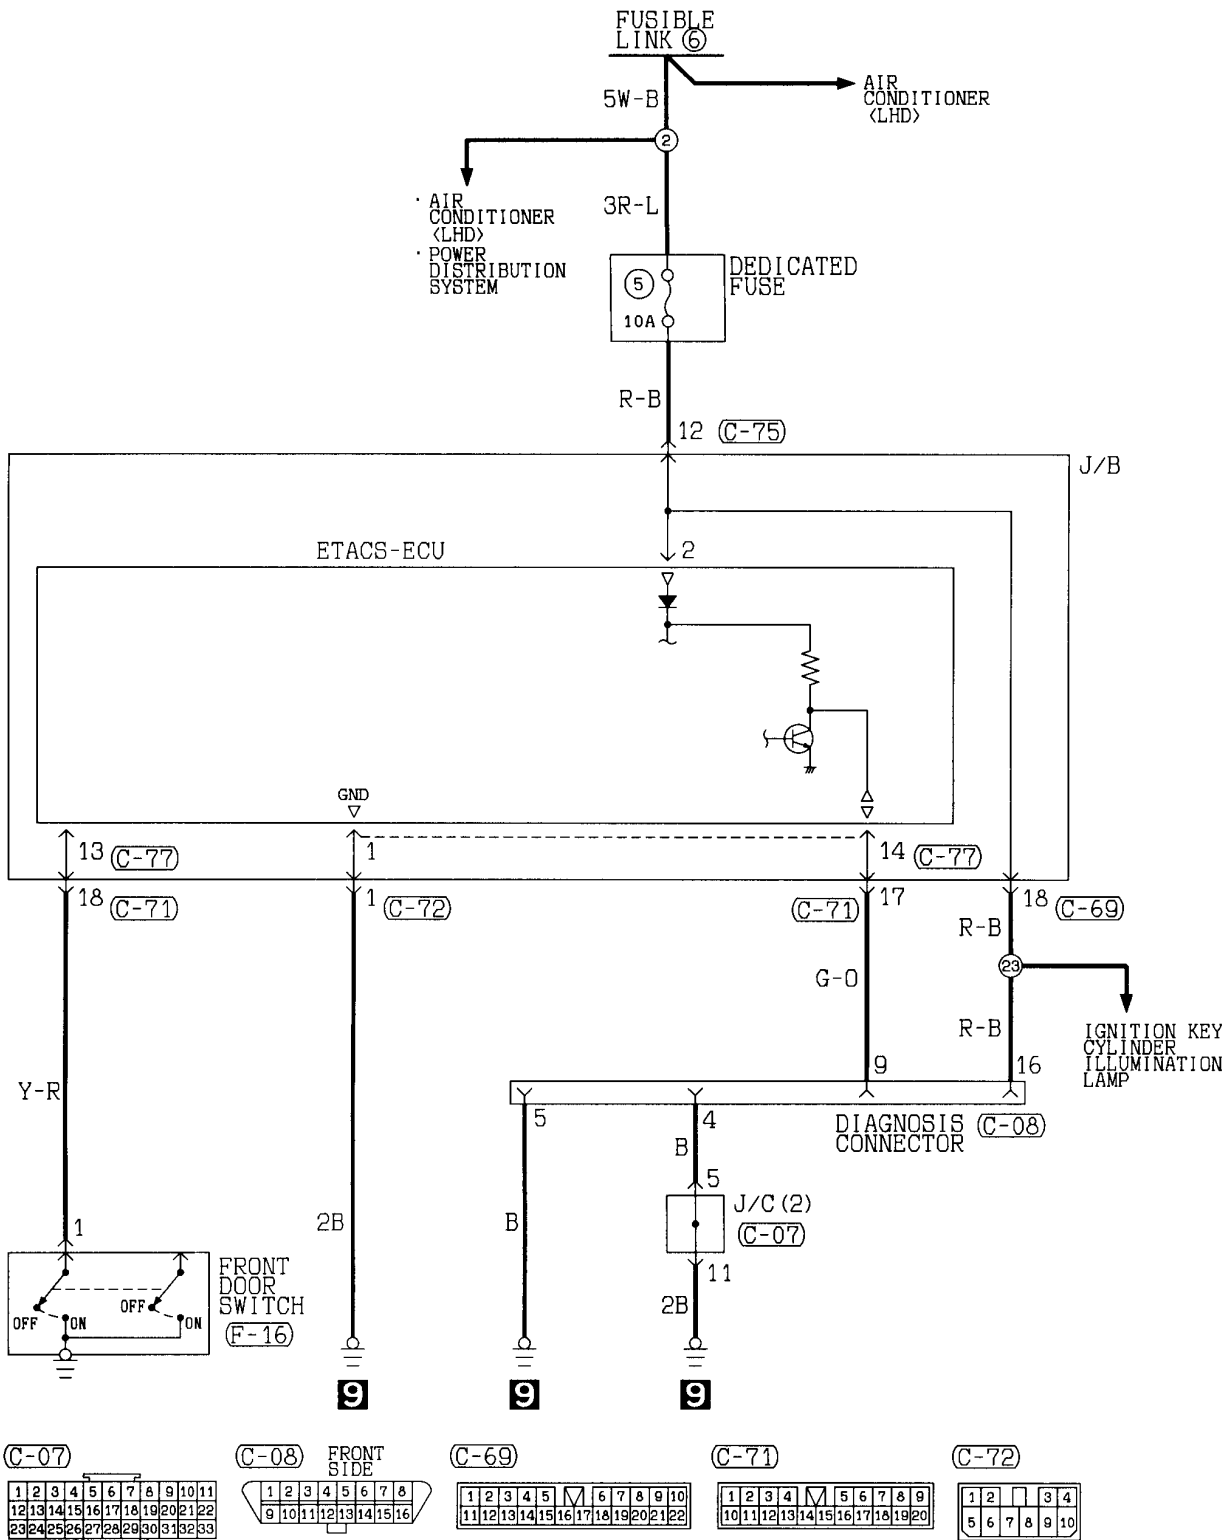 FUSIBLE
LINK ⑥
5W-B
AIR
CONDITIONER
<LHD>
2
· AIR
CONDITIONER
<LHD>
· POWER
DISTRIBUTION
SYSTEM
3R-L
DEDICATED
FUSE
5
10A
R-B
12 C-75
J/B
ETACS-ECU
2
GND
13 C-77
1
14 C-77
18 C-71
1 C-72
C-71 17
18 C-69
R-B
23
G-O
R-B
IGNITION KEY
CYLINDER
ILLUMINATION
LAMP
9
16
Y-R
5
4
DIAGNOSIS
CONNECTOR
C-08
B
5
J/C (2)
C-07
1
2B
B
11
2B
FRONT
DOOR
SWITCH
F-16
OFF ON
OFF ON
9 9 9
C-07
1 2 3 4 5 6 7 8 9 10 11
12 13 14 15 16 17 18 19 20 21 22
23 24 25 26 27 28 29 30 31 32 33
C-08 FRONT
SIDE
1 2 3 4 5 6 7 8
9 10 11 12 13 14 15 16
C-69
1 2 3 4 5 6 7 8 9 10
11 12 13 14 15 16 17 18 19 20 21 22
C-71
1 2 3 4 5 6 7 8 9
10 11 12 13 14 15 16 17 18 19 20
C-72
1 2 3 4
5 6 7 8 9 10